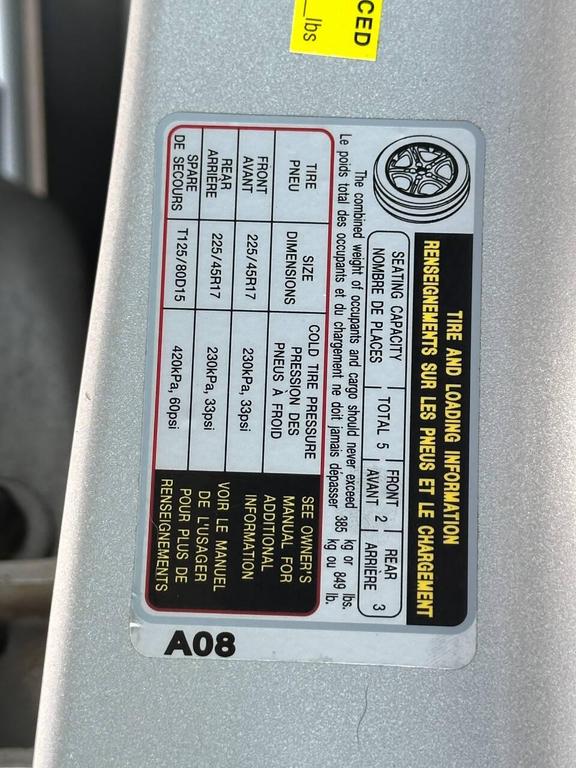 CED
_lbs
TIRE AND LOADING INFORMATION
RENSEIGNEMENTS SUR LES PNEUS ET LE CHARGEMENT
SEATING CAPACITY
NOMBRE DE PLACES
TOTAL 5
FRONT
AVANT 2
REAR
ARRIÈRE 3
The combined weight of occupants and cargo should never exceed 385 kg or 849 lbs.
Le poids total des occupants et du chargement ne doit jamais dépasser kg ou lb.
TIRE
PNEU
SIZE
DIMENSIONS
COLD TIRE PRESSURE
PRESSION DES
PNEUS À FROID
FRONT
AVANT
225/45R17
230kPa, 33psi
REAR
ARRIÈRE
225/45R17
230kPa, 33psi
SPARE
DE SECOURS
T125/80D15
420kPa, 60psi
SEE OWNER'S
MANUAL FOR
ADDITIONAL
INFORMATION
VOIR LE MANUEL
DE L'USAGER
POUR PLUS DE
RENSEIGNEMENTS
A08